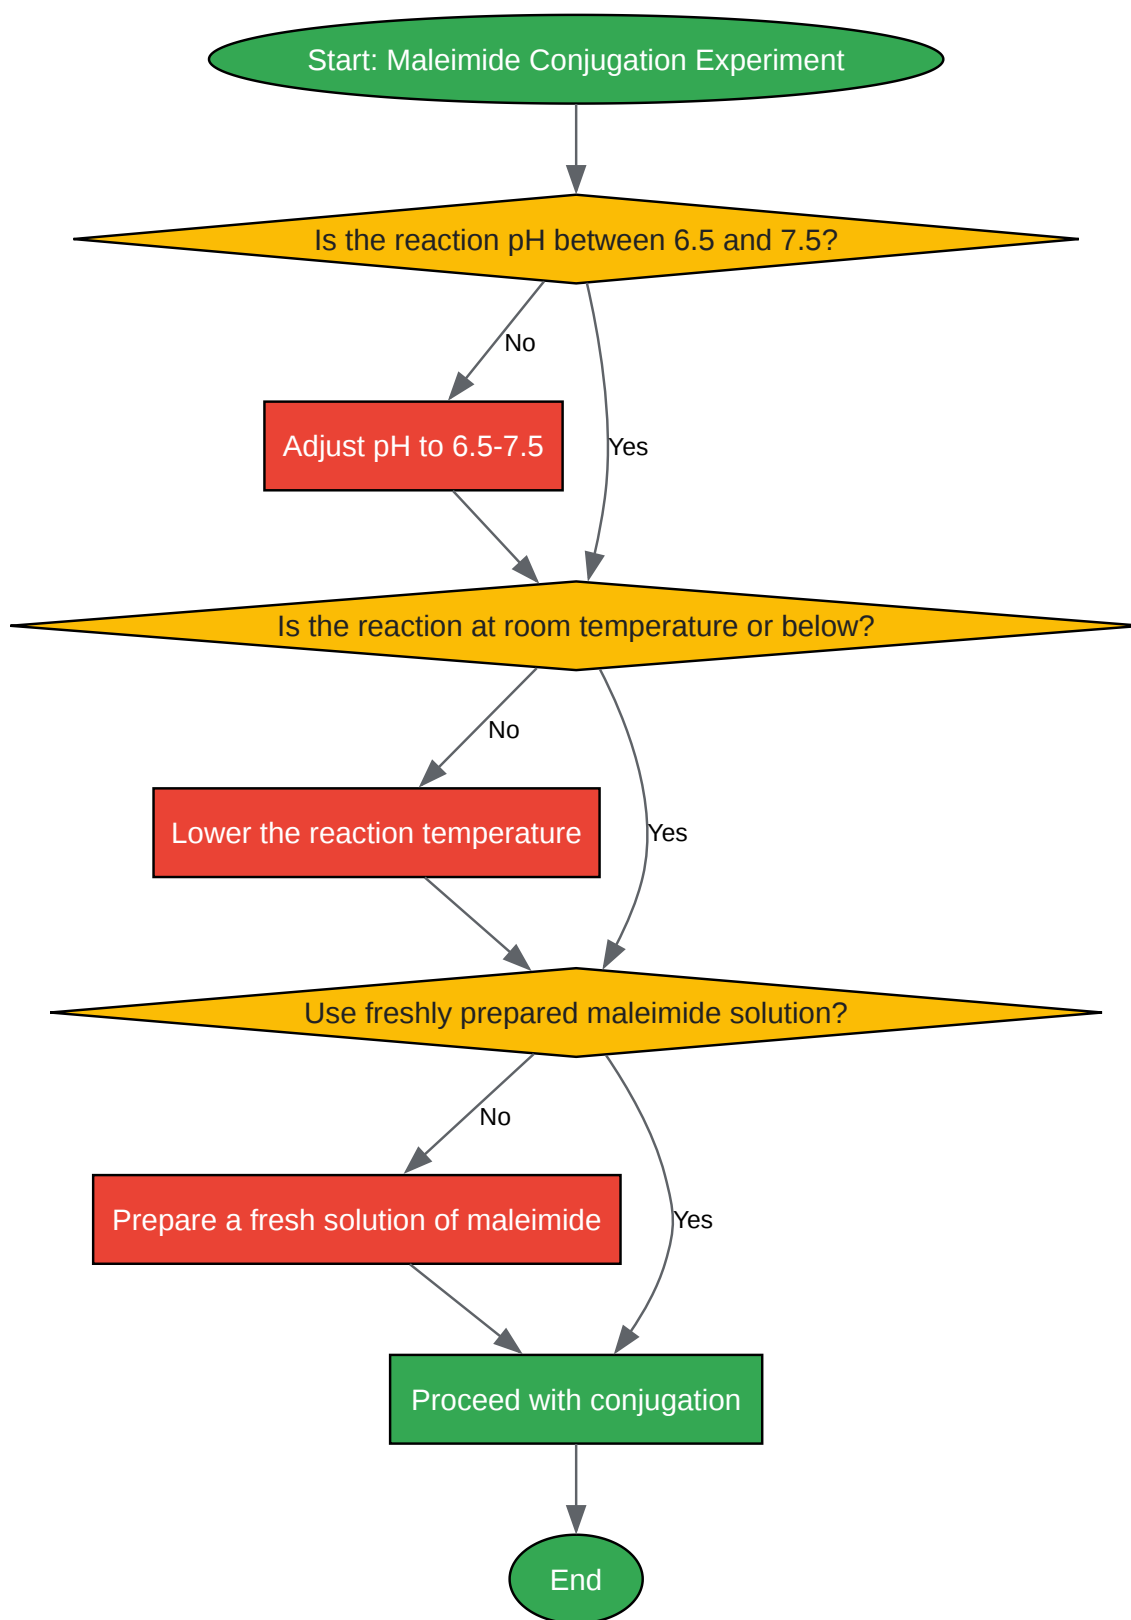 Start: Maleimide Conjugation Experiment
Is the reaction pH between 6.5 and 7.5?
No
Adjust pH to 6.5-7.5
Yes
Is the reaction at room temperature or below?
No
Lower the reaction temperature
Yes
Use freshly prepared maleimide solution?
No
Prepare a fresh solution of maleimide
Yes
Proceed with conjugation
End